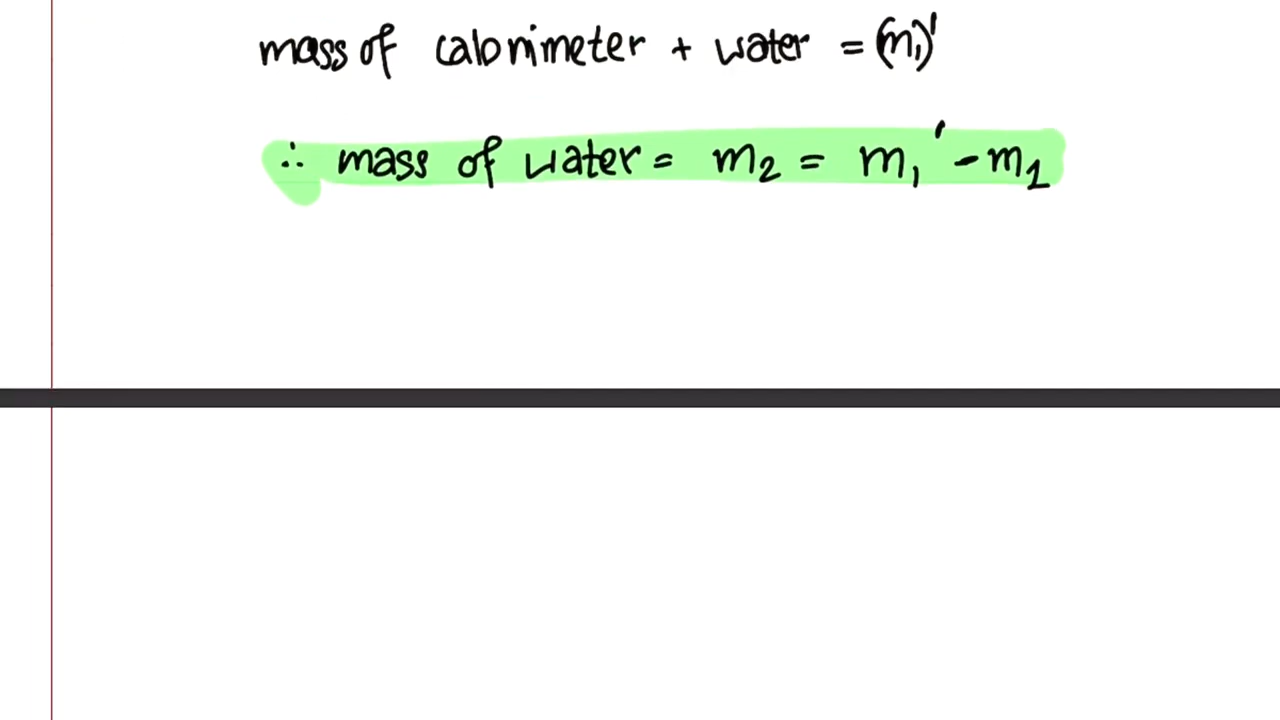 mass of calorimeter + water = (m₁)'
∴ mass of water = m₂ = m₁' - m₁